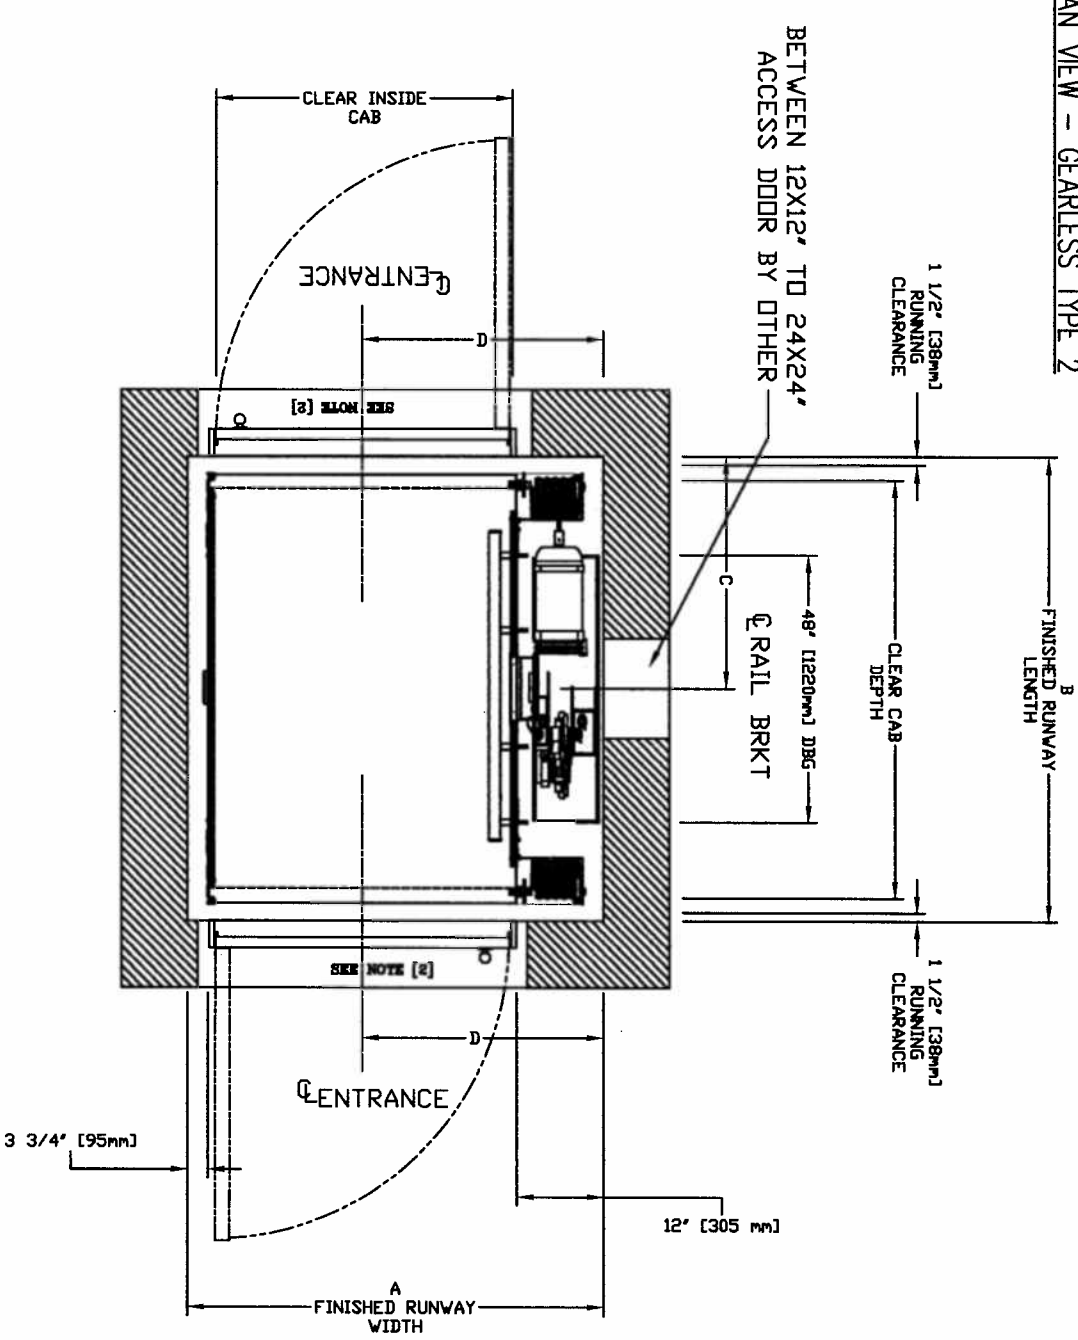 AN VIEW - GEARLESS TYPE 2
BETWEEN 12X12" TO 24X24"
ACCESS DOOR BY OTHER
CLEAR INSIDE
CAB
℄ ENTRANCE
D
SEE NOTE [2]
1 1/2" [38mm]
RUNNING
CLEARANCE
B
FINISHED RUNWAY
LENGTH
CLEAR CAB
DEPTH
48" [1220mm] DBG
C
℄ RAIL BRKT
1 1/2" [38mm]
RUNNING
CLEARANCE
SEE NOTE [2]
D
℄ ENTRANCE
3 3/4" [95mm]
12" [305 mm]
A
FINISHED RUNWAY
WIDTH